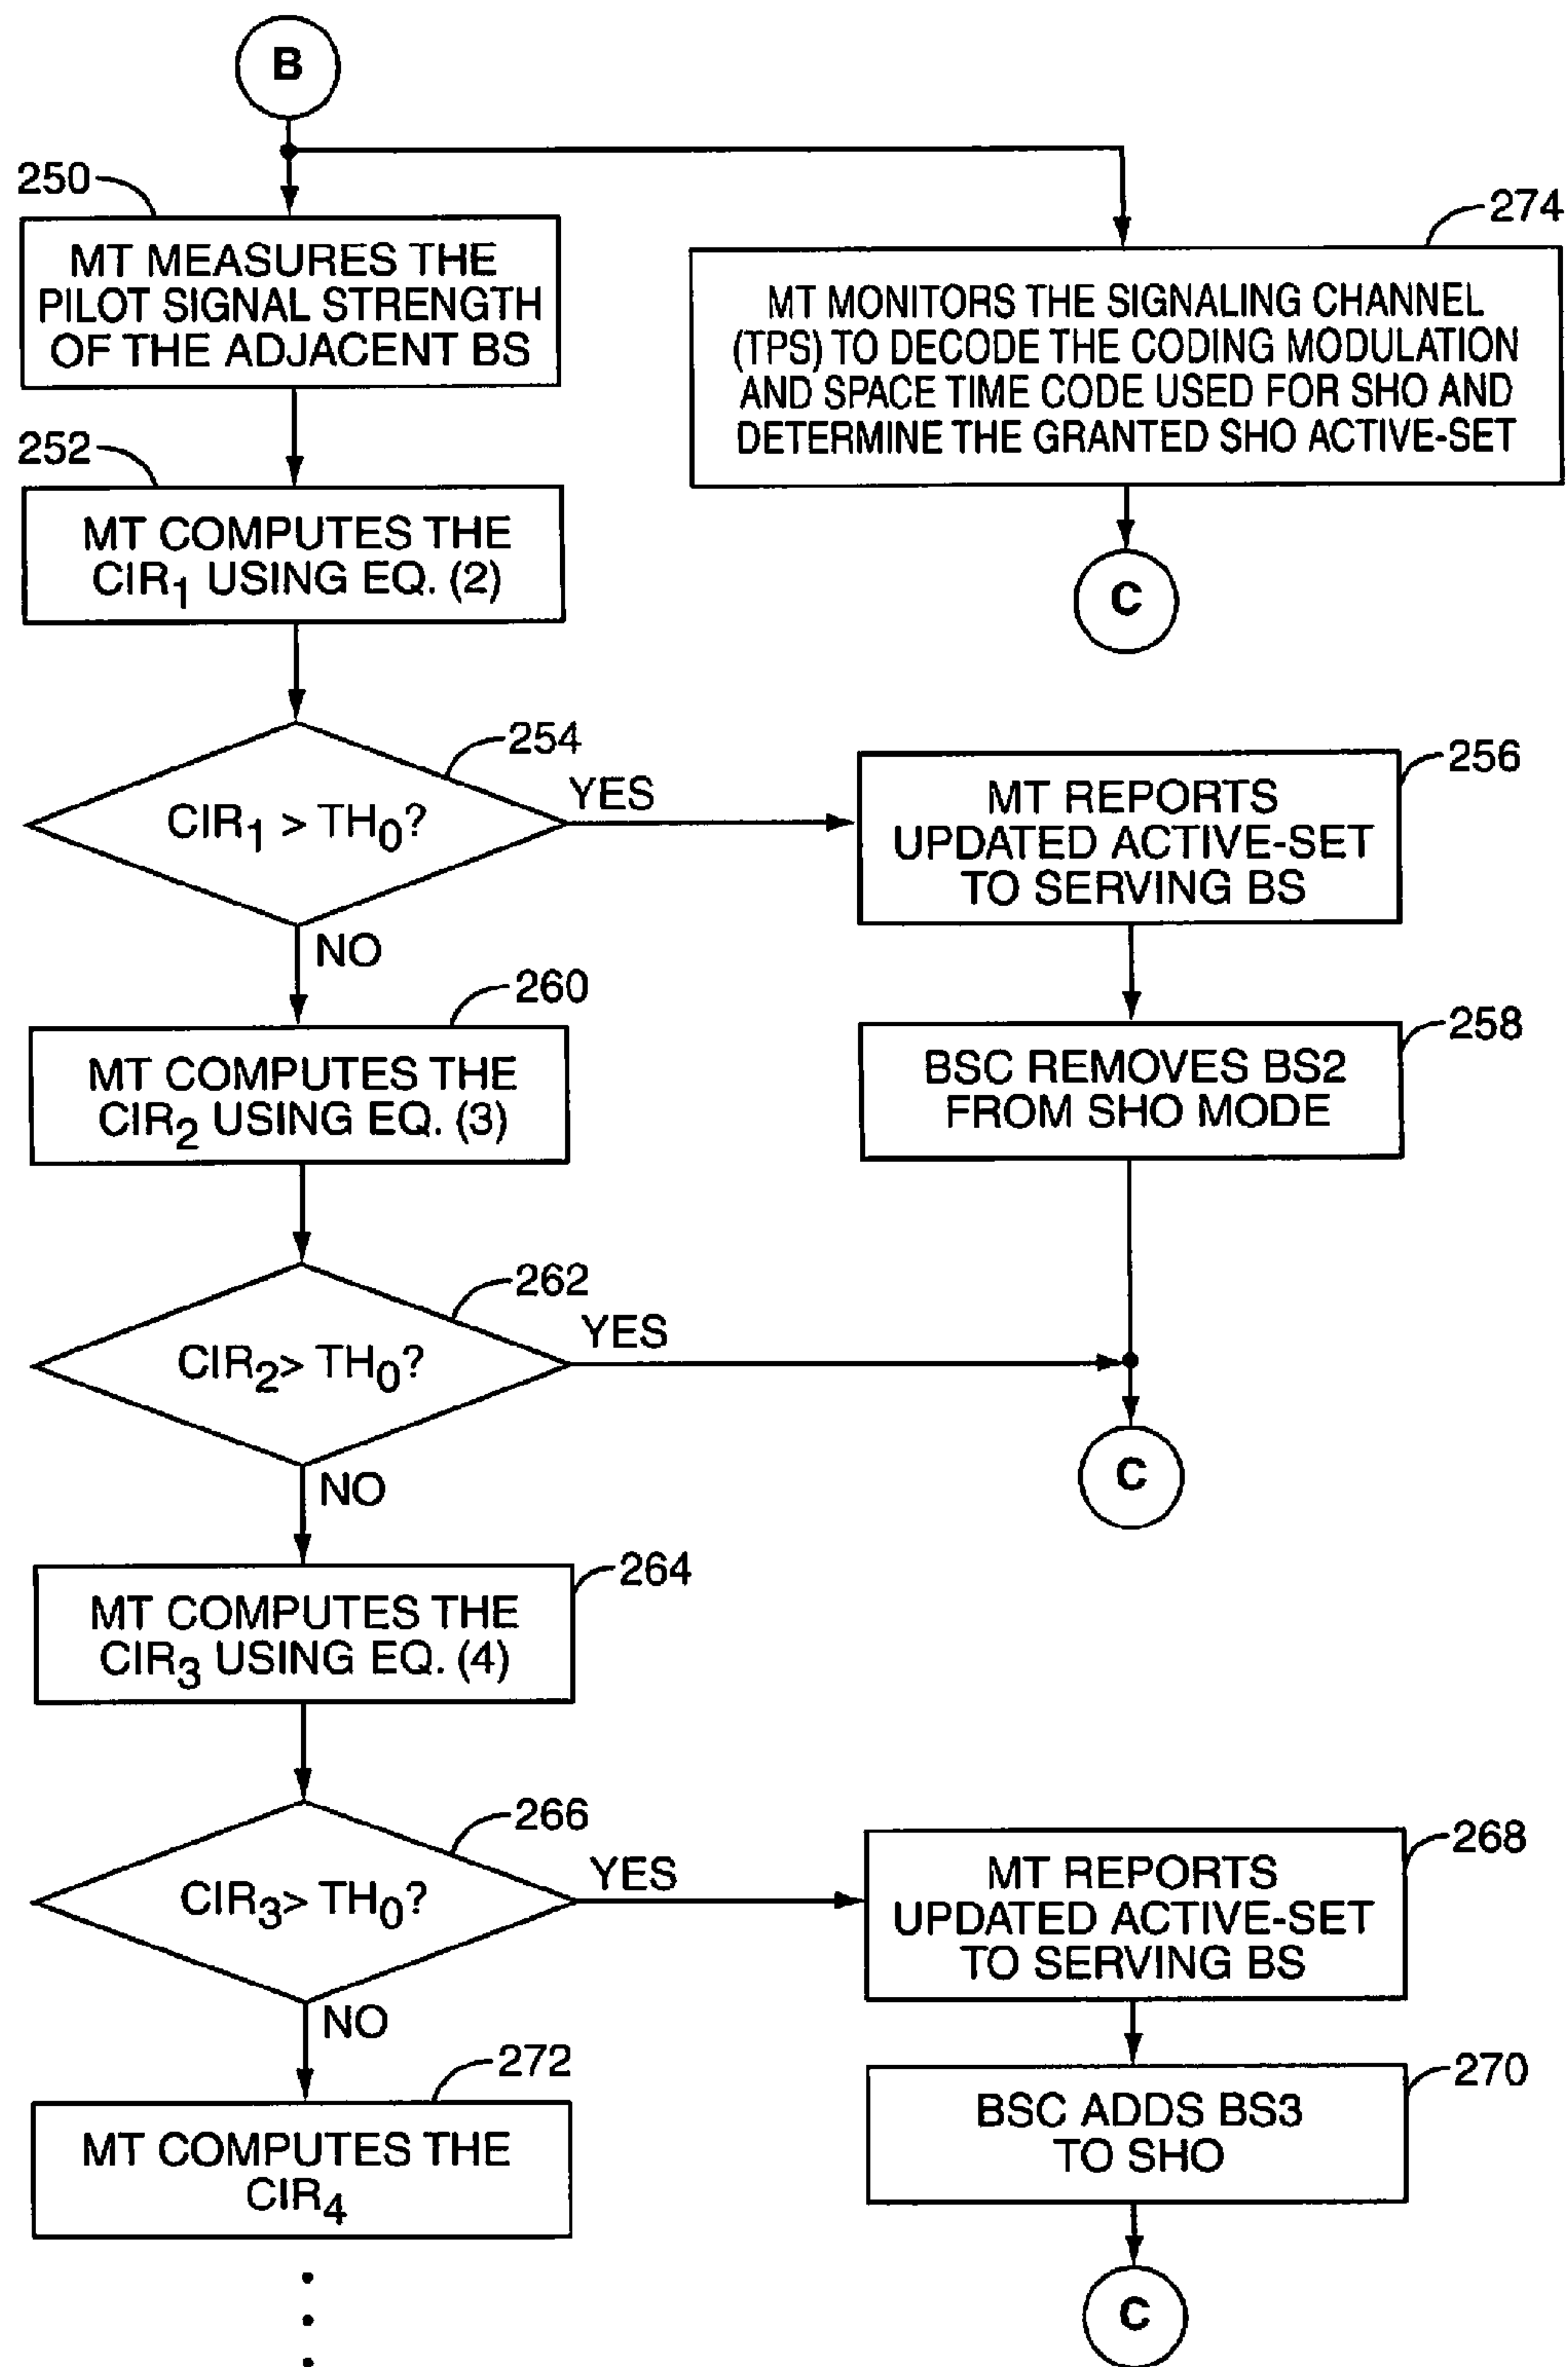 B
250
MT MEASURES THE
PILOT SIGNAL STRENGTH
OF THE ADJACENT BS
274
MT MONITORS THE SIGNALING CHANNEL
(TPS) TO DECODE THE CODING MODULATION
AND SPACE TIME CODE USED FOR SHO AND
DETERMINE THE GRANTED SHO ACTIVE-SET
C
252
MT COMPUTES THE
CIR1 USING EQ. (2)
254
CIR1 > TH0?
YES
NO
256
MT REPORTS
UPDATED ACTIVE-SET
TO SERVING BS
258
BSC REMOVES BS2
FROM SHO MODE
260
MT COMPUTES THE
CIR2 USING EQ. (3)
262
CIR2> TH0?
YES
NO
C
264
MT COMPUTES THE
CIR3 USING EQ. (4)
266
CIR3> TH0?
YES
NO
268
MT REPORTS
UPDATED ACTIVE-SET
TO SERVING BS
270
BSC ADDS BS3
TO SHO
C
272
MT COMPUTES THE
CIR4